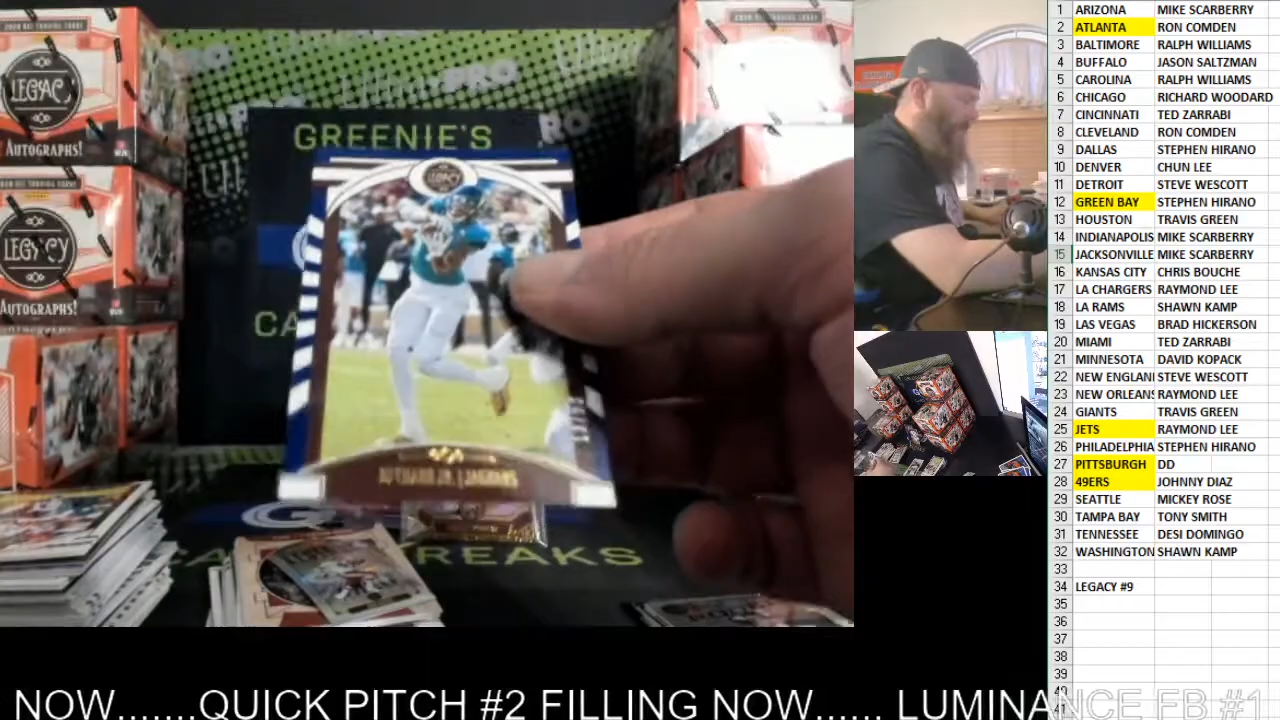 LEGACY
AUTOGRAPHS!
LEGACY
AUTOGRAPHS!
GREENIE'S
LEGACY
JAGUARS
BREAKS
1 ARIZONA MIKE SCARBERRY
2 ATLANTA RON COMDEN
3 BALTIMORE RALPH WILLIAMS
4 BUFFALO JASON SALTZMAN
5 CAROLINA RALPH WILLIAMS
6 CHICAGO RICHARD WOODARD
7 CINCINNATI TED ZARRABI
8 CLEVELAND RON COMDEN
9 DALLAS STEPHEN HIRANO
10 DENVER CHUN LEE
11 DETROIT STEVE WESCOTT
12 GREEN BAY STEPHEN HIRANO
13 HOUSTON TRAVIS GREEN
14 INDIANAPOLIS MIKE SCARBERRY
15 JACKSONVILLE MIKE SCARBERRY
16 KANSAS CITY CHRIS BOUCHE
17 LA CHARGERS RAYMOND LEE
18 LA RAMS SHAWN KAMP
19 LAS VEGAS BRAD HICKERSON
20 MIAMI TED ZARRABI
21 MINNESOTA DAVID KOPACK
22 NEW ENGLAN STEVE WESCOTT
23 NEW ORLEANS RAYMOND LEE
24 GIANTS TRAVIS GREEN
25 JETS RAYMOND LEE
26 PHILADELPHIA STEPHEN HIRANO
27 PITTSBURGH DD
28 49ERS JOHNNY DIAZ
29 SEATTLE MICKEY ROSE
30 TAMPA BAY TONY SMITH
31 TENNESSEE DESI DOMINGO
32 WASHINGTON SHAWN KAMP
33
34 LEGACY #9
35
36
37
38
39
40
41
NOW.......QUICK PITCH #2 FILLING NOW...... LUMINANCE FB #1